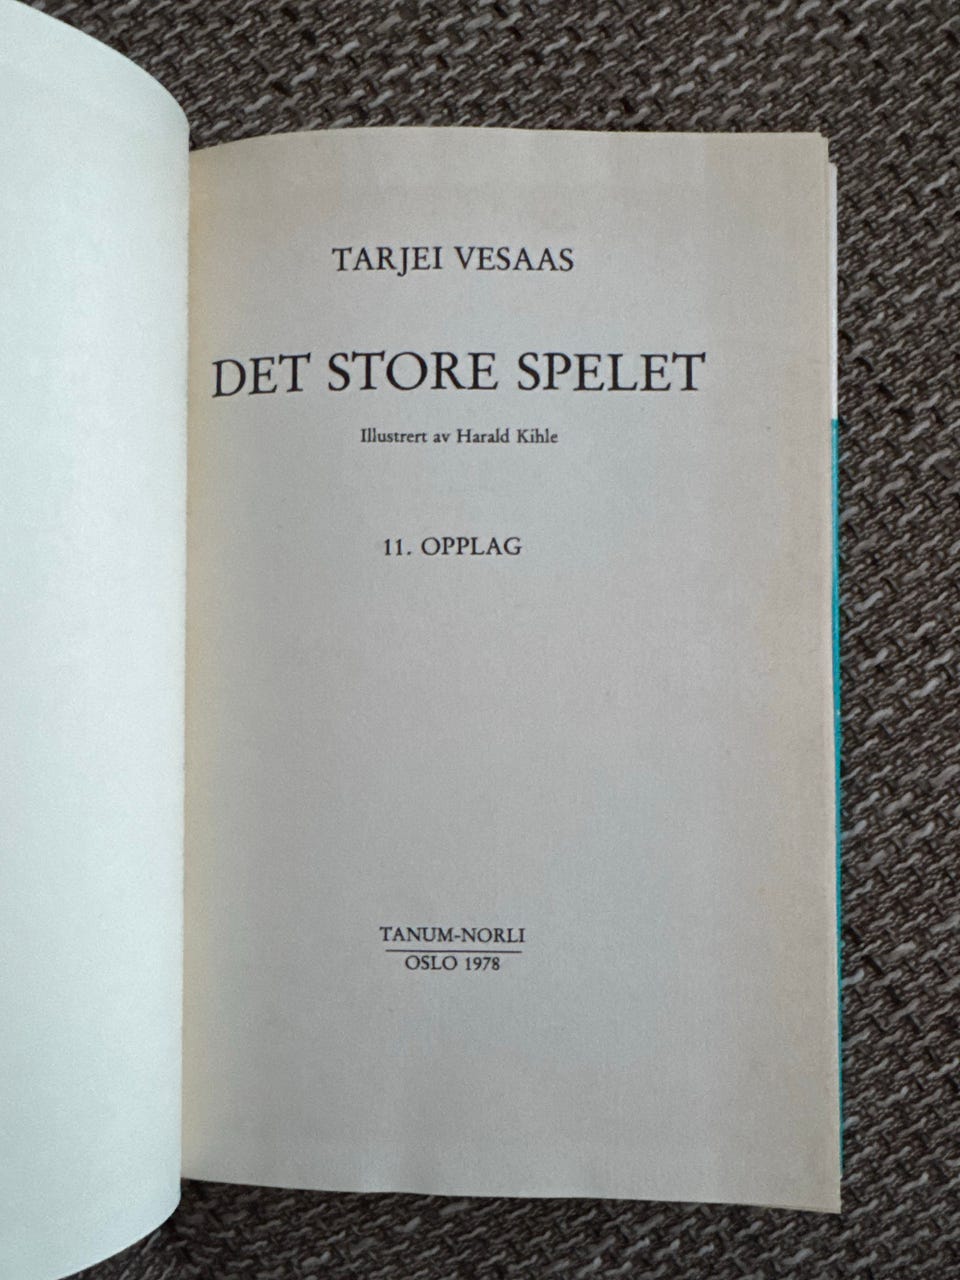 TARJEI VESAAS
DET STORE SPELET
Illustrert av Harald Kihle
11. OPPLAG
TANUM-NORLI
OSLO 1978